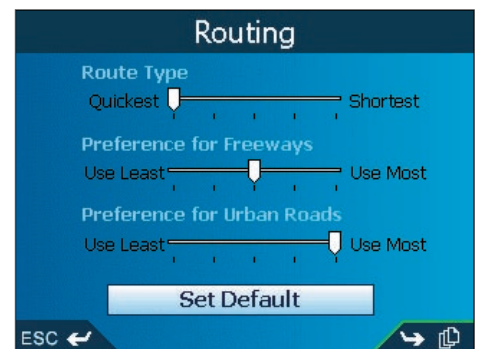 Routing
Route Type
Quickest Shortest
Preference for Freeways
Use Least Use Most
Preference for Urban Roads
Use Least Use Most
Set Default
ESC